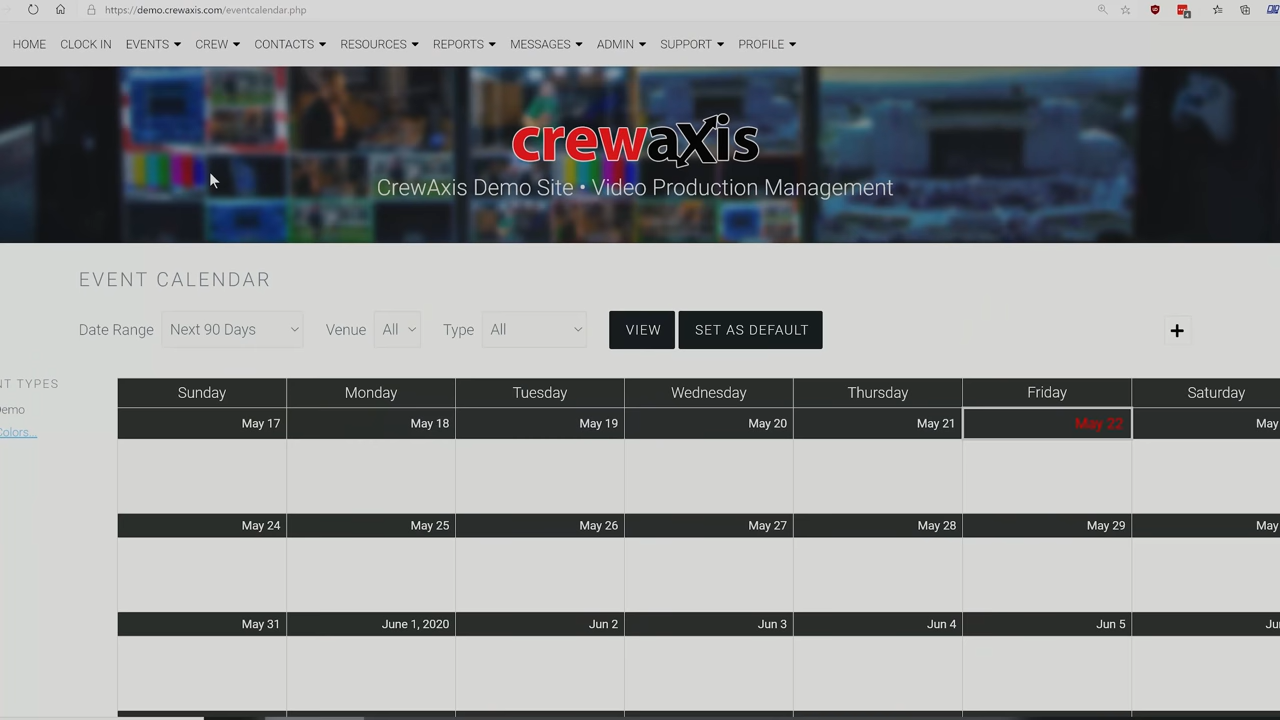 https://demo.crewaxis.com/eventcalendar.php
HOME CLOCK IN EVENTS CREW CONTACTS RESOURCES REPORTS MESSAGES ADMIN SUPPORT PROFILE
crewaxis
CrewAxis Demo Site • Video Production Management
EVENT CALENDAR
Date Range Next 90 Days Venue All Type All VIEW SET AS DEFAULT +
NT TYPES
emo
Colors...
Sunday Monday Tuesday Wednesday Thursday Friday Saturday
May 17 May 18 May 19 May 20 May 21 May 22 May
May 24 May 25 May 26 May 27 May 28 May 29 May
May 31 June 1, 2020 Jun 2 Jun 3 Jun 4 Jun 5 Ju